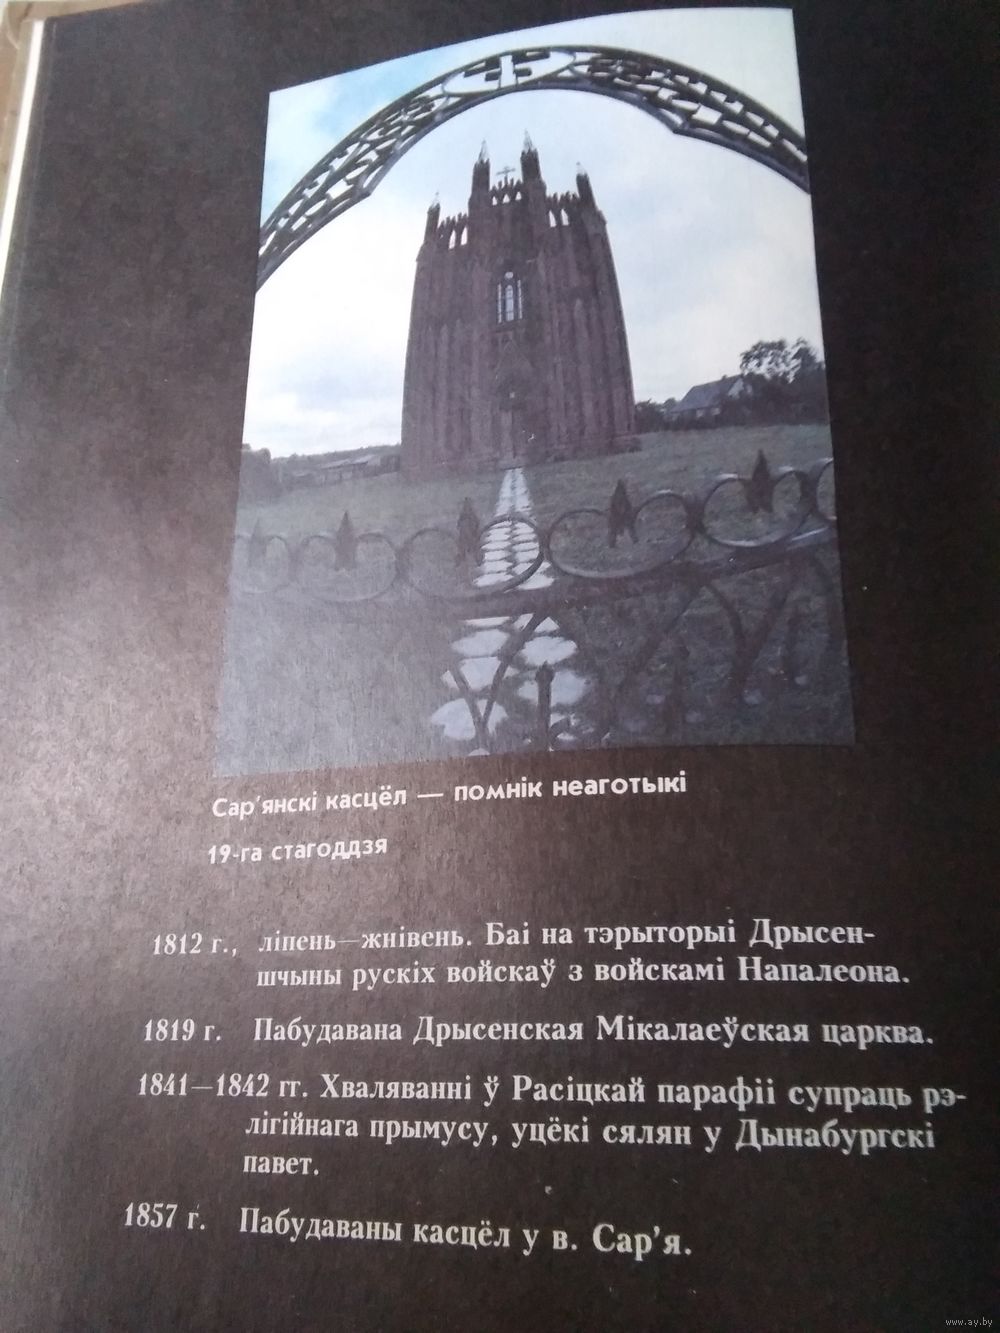 Сар'янскі касцёл — помнік неаготыкі
19-га стагоддзя
1812 г., ліпень—жнівень. Баі на тэрыторыі Дрысен-
шчыны рускіх войскаў з войскамі Напалеона.
1819 г. Пабудавана Дрысенская Мікалаеўская царква.
1841—1842 гг. Хваляванні ў Расіцкай парафіі супраць рэ-
лігійнага прымусу, уцёкі сялян у Дынабургскі
павет.
1857 г. Пабудаваны касцёл у в. Сар'я.
www.ay.by